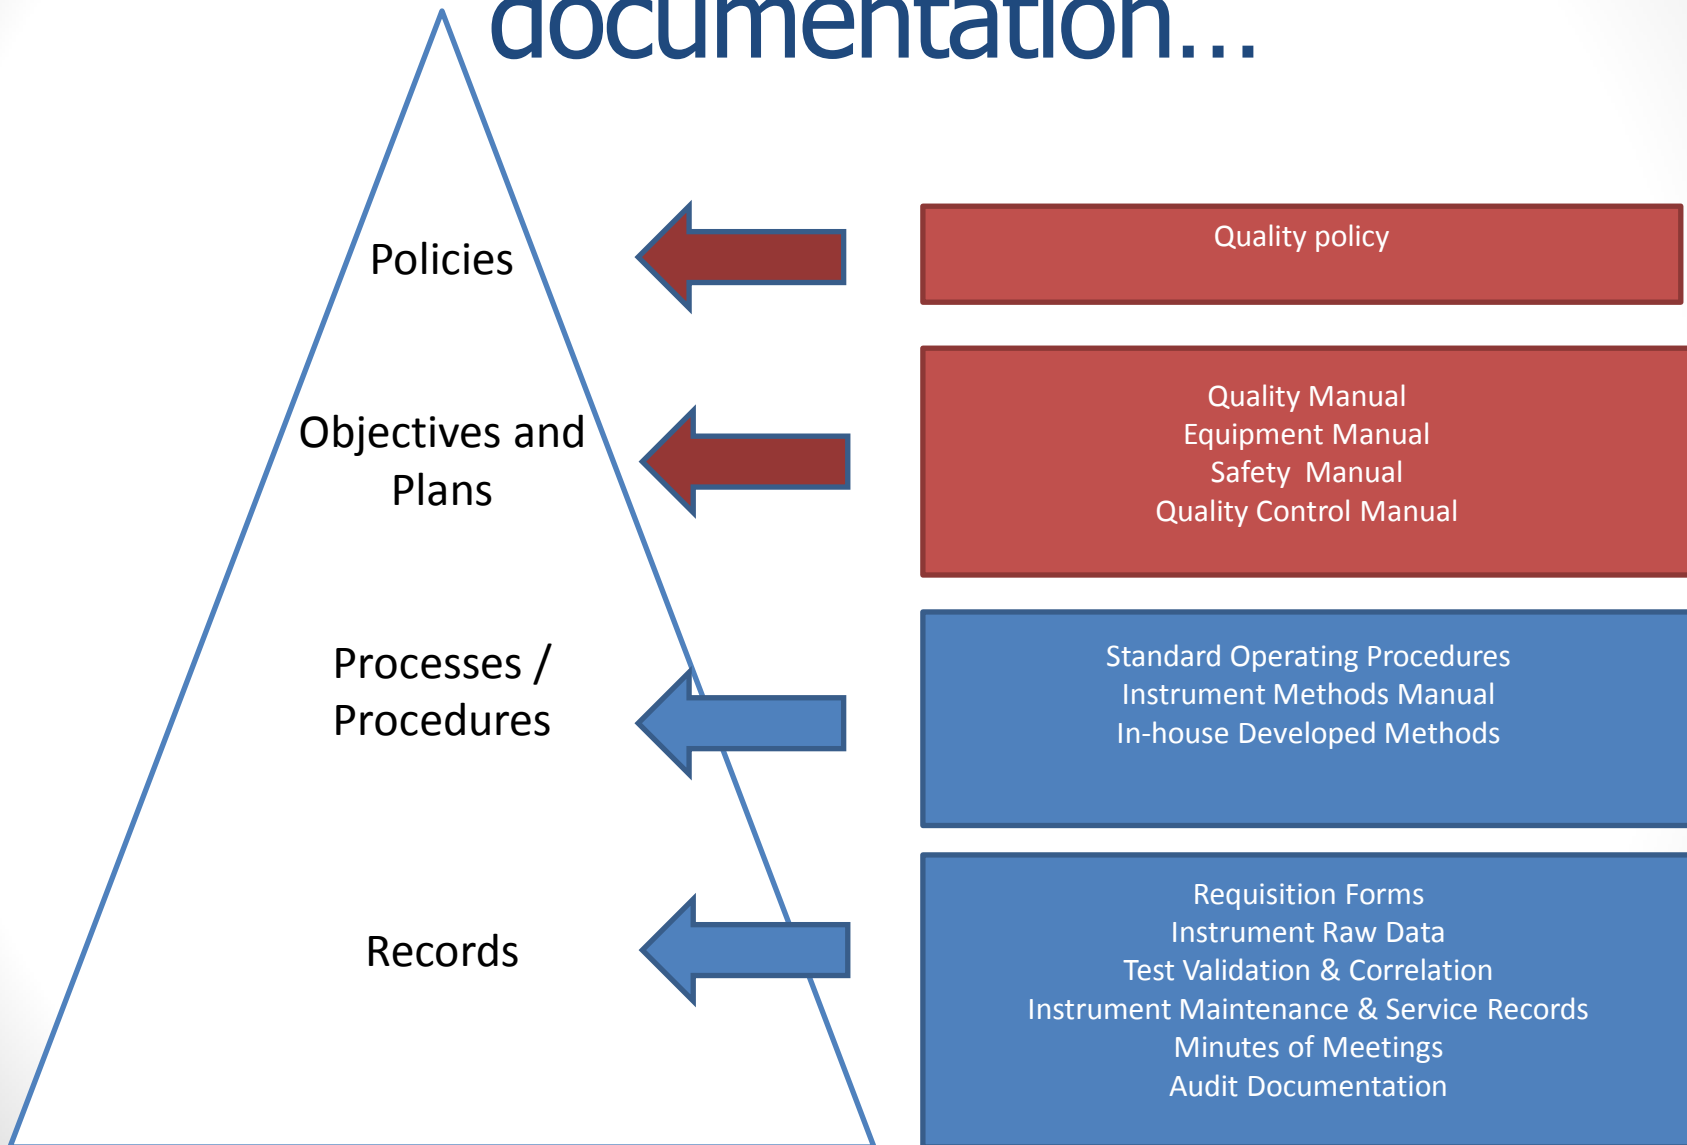 documentation...
Policies
Quality policy
Objectives and
Plans
Quality Manual
Equipment Manual
Safety  Manual
Quality Control Manual
Processes /
Procedures
Standard Operating Procedures
Instrument Methods Manual
In-house Developed Methods
Records
Requisition Forms
Instrument Raw Data
Test Validation & Correlation
Instrument Maintenance & Service Records
Minutes of Meetings
Audit Documentation